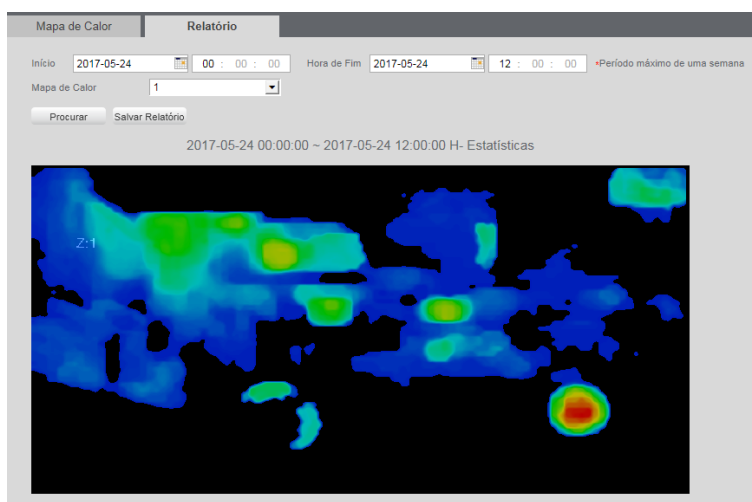 Mapa de Calor Relatório
Início 2017-05-24 00 : 00 : 00 Hora de Fim 2017-05-24 12 : 00 : 00 *Período máximo de uma semana
Mapa de Calor 1
Procurar Salvar Relatório
2017-05-24 00:00:00 ~ 2017-05-24 12:00:00 H- Estatísticas
Z:1